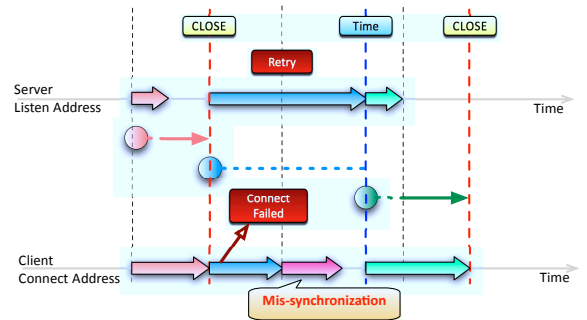 CLOSE
Time
CLOSE
Retry
Server
Listen Address
Time
Connect
Failed
Client
Connect Address
Time
Mis-synchronization